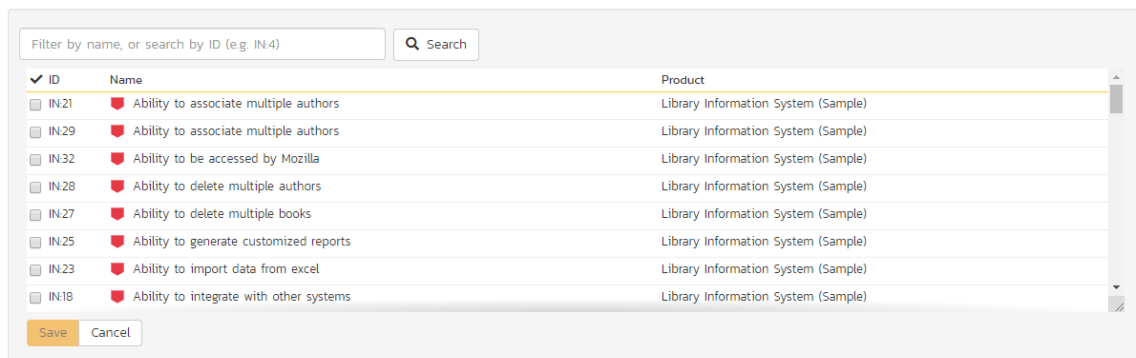 Filter by name, or search by ID (e.g. IN:4) Search
ID Name Product
IN:21 Ability to associate multiple authors Library Information System (Sample)
IN:29 Ability to associate multiple authors Library Information System (Sample)
IN:32 Ability to be accessed by Mozilla Library Information System (Sample)
IN:28 Ability to delete multiple authors Library Information System (Sample)
IN:27 Ability to delete multiple books Library Information System (Sample)
IN:25 Ability to generate customized reports Library Information System (Sample)
IN:23 Ability to import data from excel Library Information System (Sample)
IN:18 Ability to integrate with other systems Library Information System (Sample)
Save Cancel